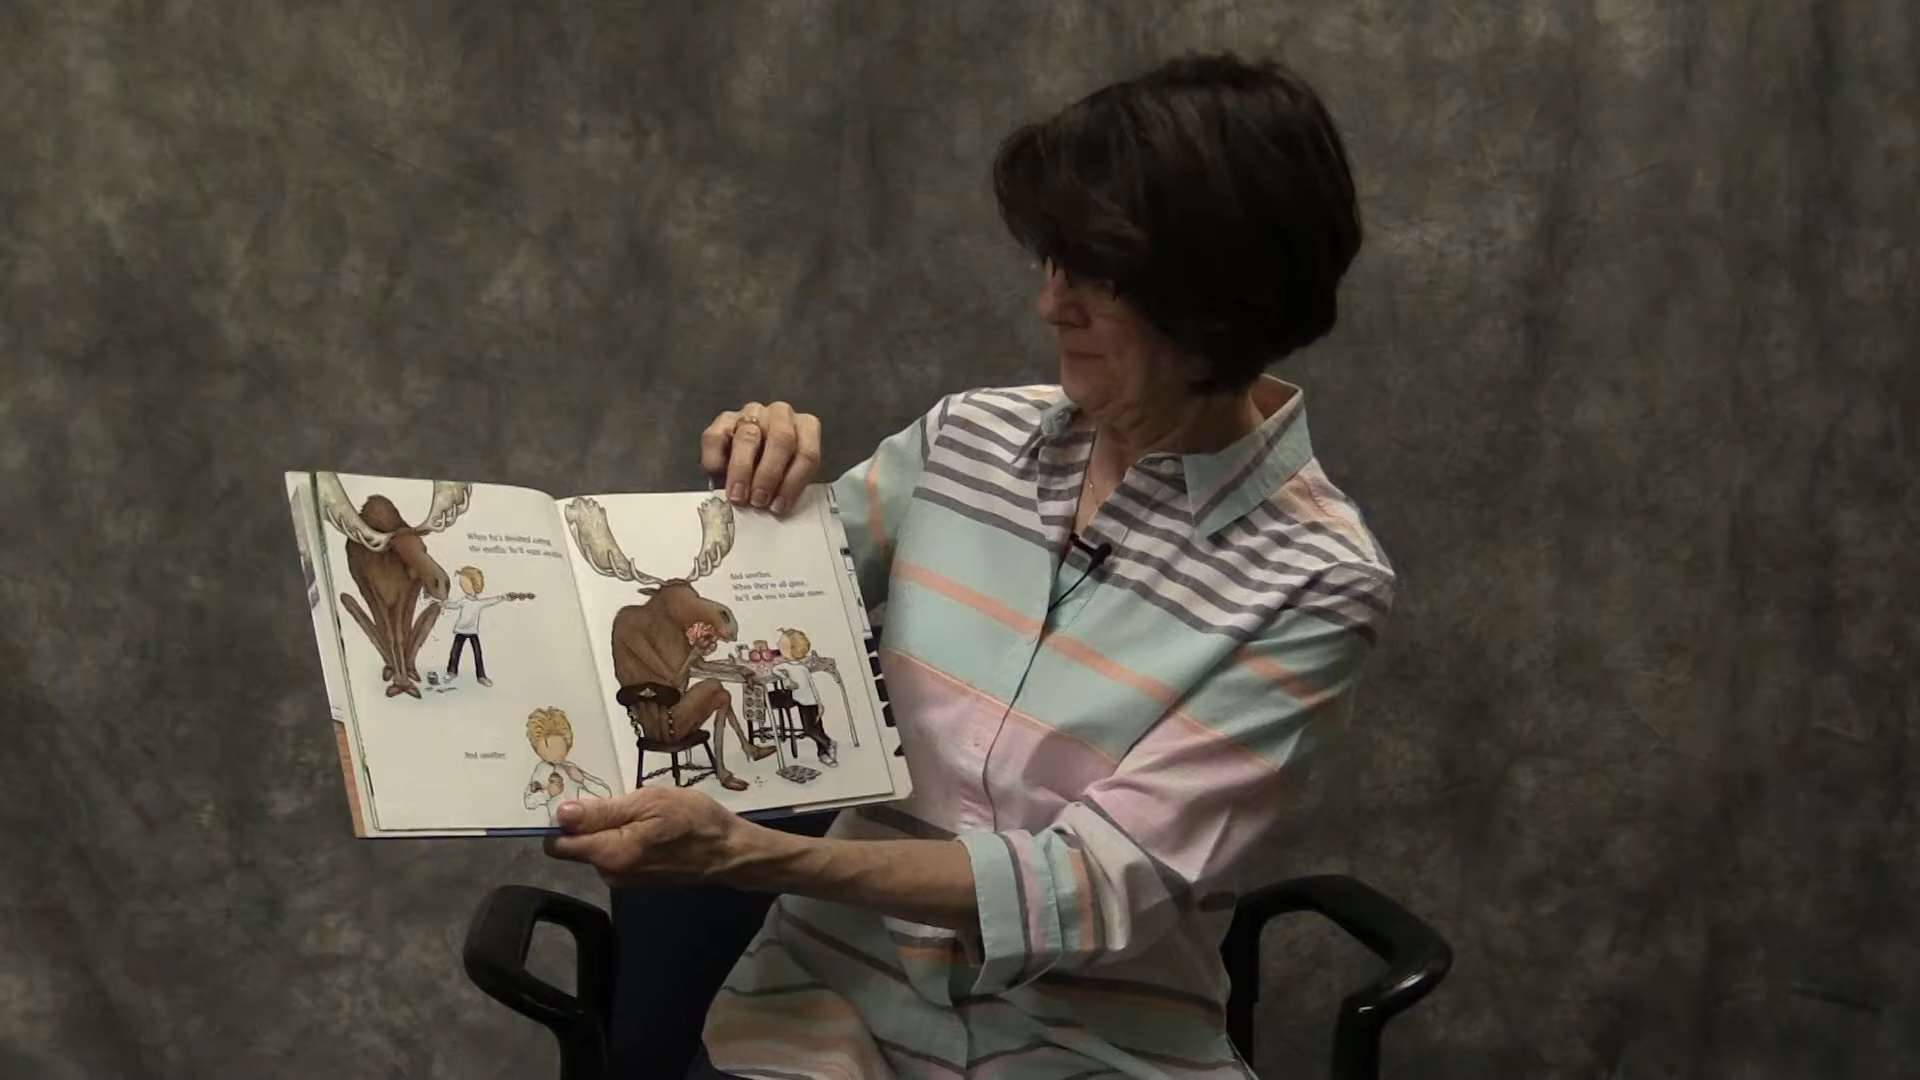 When he's finished eating
the muffin, he'll want another.
And another.
And another.
When they're all gone,
he'll ask you to make more.